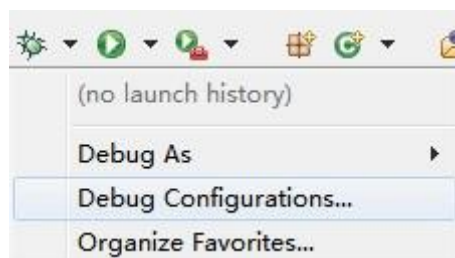 (no launch history)
Debug As
Debug Configurations...
Organize Favorites...